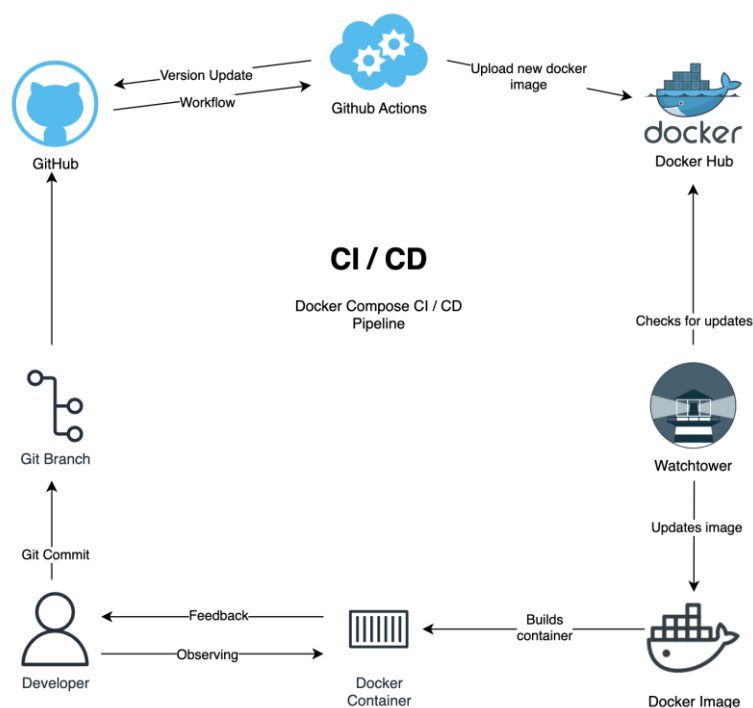 Version Update
Workflow
Github Actions
Upload new docker
image
GitHub
docker
Docker Hub
CI / CD
Docker Compose CI / CD
Pipeline
Checks for updates
Git Branch
Watchtower
Git Commit
Updates image
Feedback
Observing
Builds
container
Developer
Docker
Container
Docker Image